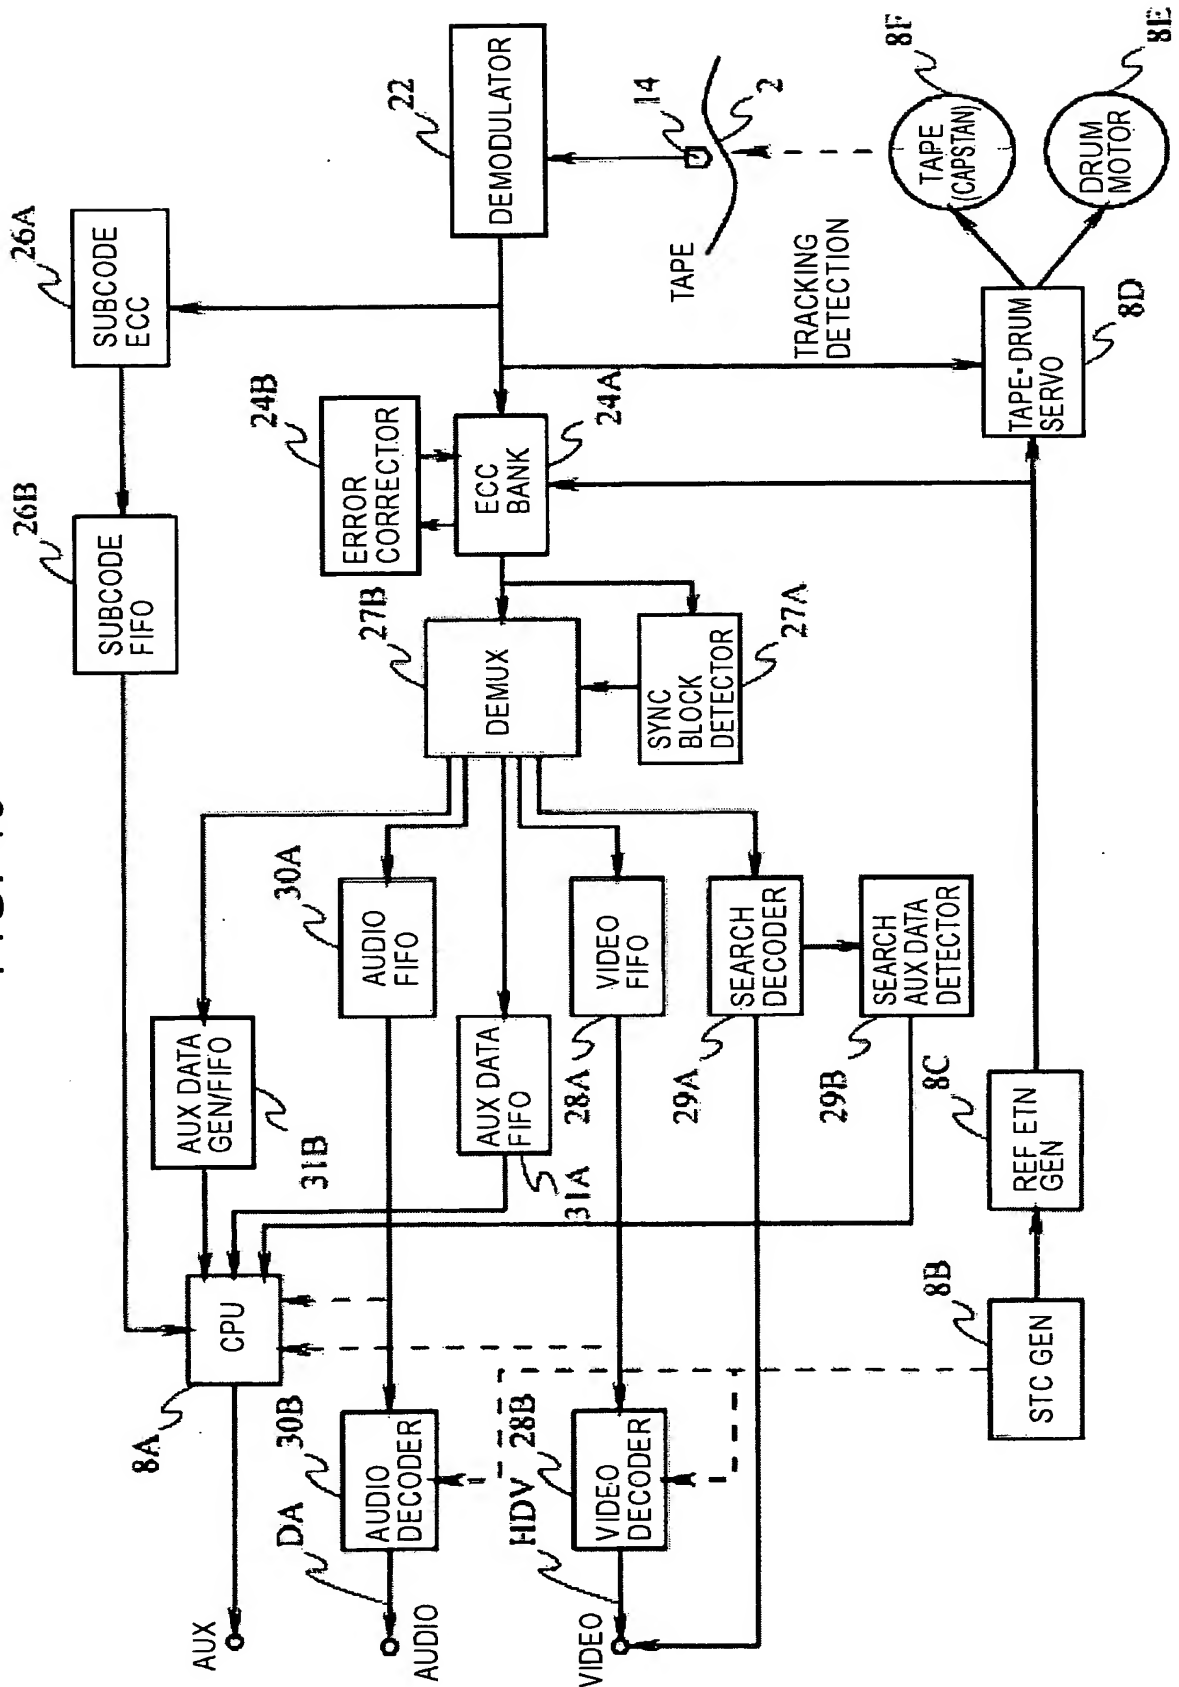 26A
SUBCODE
ECC
26B
SUBCODE
FIFO
22
DEMODULATOR
14
2
TAPE
8F
TAPE
(CAPSTAN)
8E
DRUM
MOTOR
TRACKING
DETECTION
TAPE·DRUM
SERVO
8D
24B
ERROR
CORRECTOR
24A
ECC
BANK
27B
DEMUX
27A
SYNC
BLOCK
DETECTOR
31B
AUX DATA
GEN/FIFO
30A
AUDIO
FIFO
31A
AUX DATA
FIFO
28A
VIDEO
FIFO
29A
SEARCH
DECODER
29B
SEARCH
AUX DATA
DETECTOR
8C
REF ETN
GEN
8B
STC GEN
8A
CPU
30B
AUDIO
DECODER
28B
VIDEO
DECODER
DA
HDV
AUX
AUDIO
VIDEO